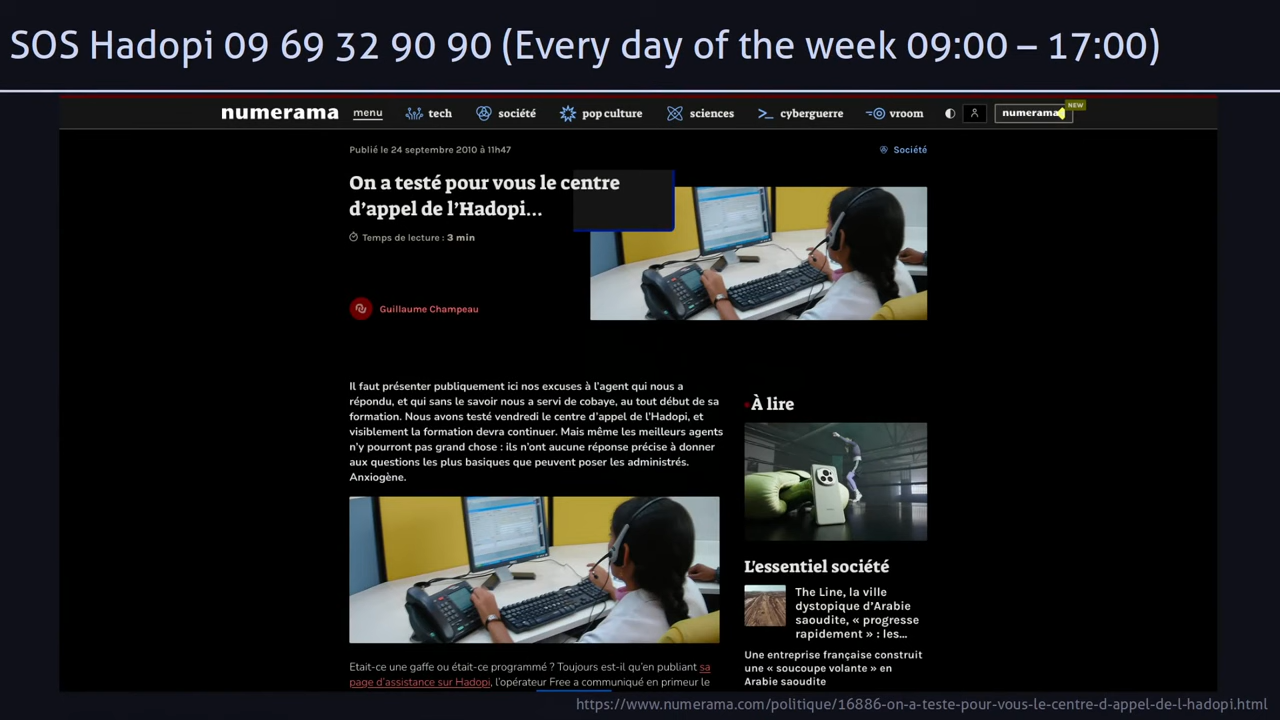 SOS Hadopi 09 69 32 90 90 (Every day of the week 09:00 – 17:00)
numerama
menu
tech
société
pop culture
sciences
cyberguerre
vroom
numerama
NEW
Publié le 24 septembre 2010 à 11h47
Société
On a testé pour vous le centre
d'appel de l'Hadopi…
Temps de lecture : 3 min
Guillaume Champeau
Il faut présenter publiquement ici nos excuses à l'agent qui nous a
répondu, et qui sans le savoir nous a servi de cobaye, au tout début de sa
formation. Nous avons testé vendredi le centre d'appel de l'Hadopi, et
visiblement la formation devra continuer. Mais même les meilleurs agents
n'y pourront pas grand chose : ils n'ont aucune réponse précise à donner
aux questions les plus basiques que peuvent poser les administrés.
Anxiogène.
Etait-ce une gaffe ou était-ce programmé ? Toujours est-il qu'en publiant sa
page d'assistance sur Hadopi, l'opérateur Free a communiqué en primeur le
À lire
L'essentiel société
The Line, la ville
dystopique d'Arabie
saoudite, « progresse
rapidement » : les…
Une entreprise française construit
une « soucoupe volante » en
Arabie saoudite
https://www.numerama.com/politique/16886-on-a-teste-pour-vous-le-centre-d-appel-de-l-hadopi.html